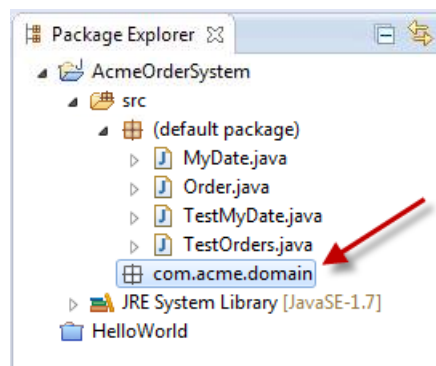 Package Explorer
AcmeOrderSystem
src
(default package)
J MyDate.java
J Order.java
J TestMyDate.java
J TestOrders.java
com.acme.domain
JRE System Library [JavaSE-1.7]
HelloWorld